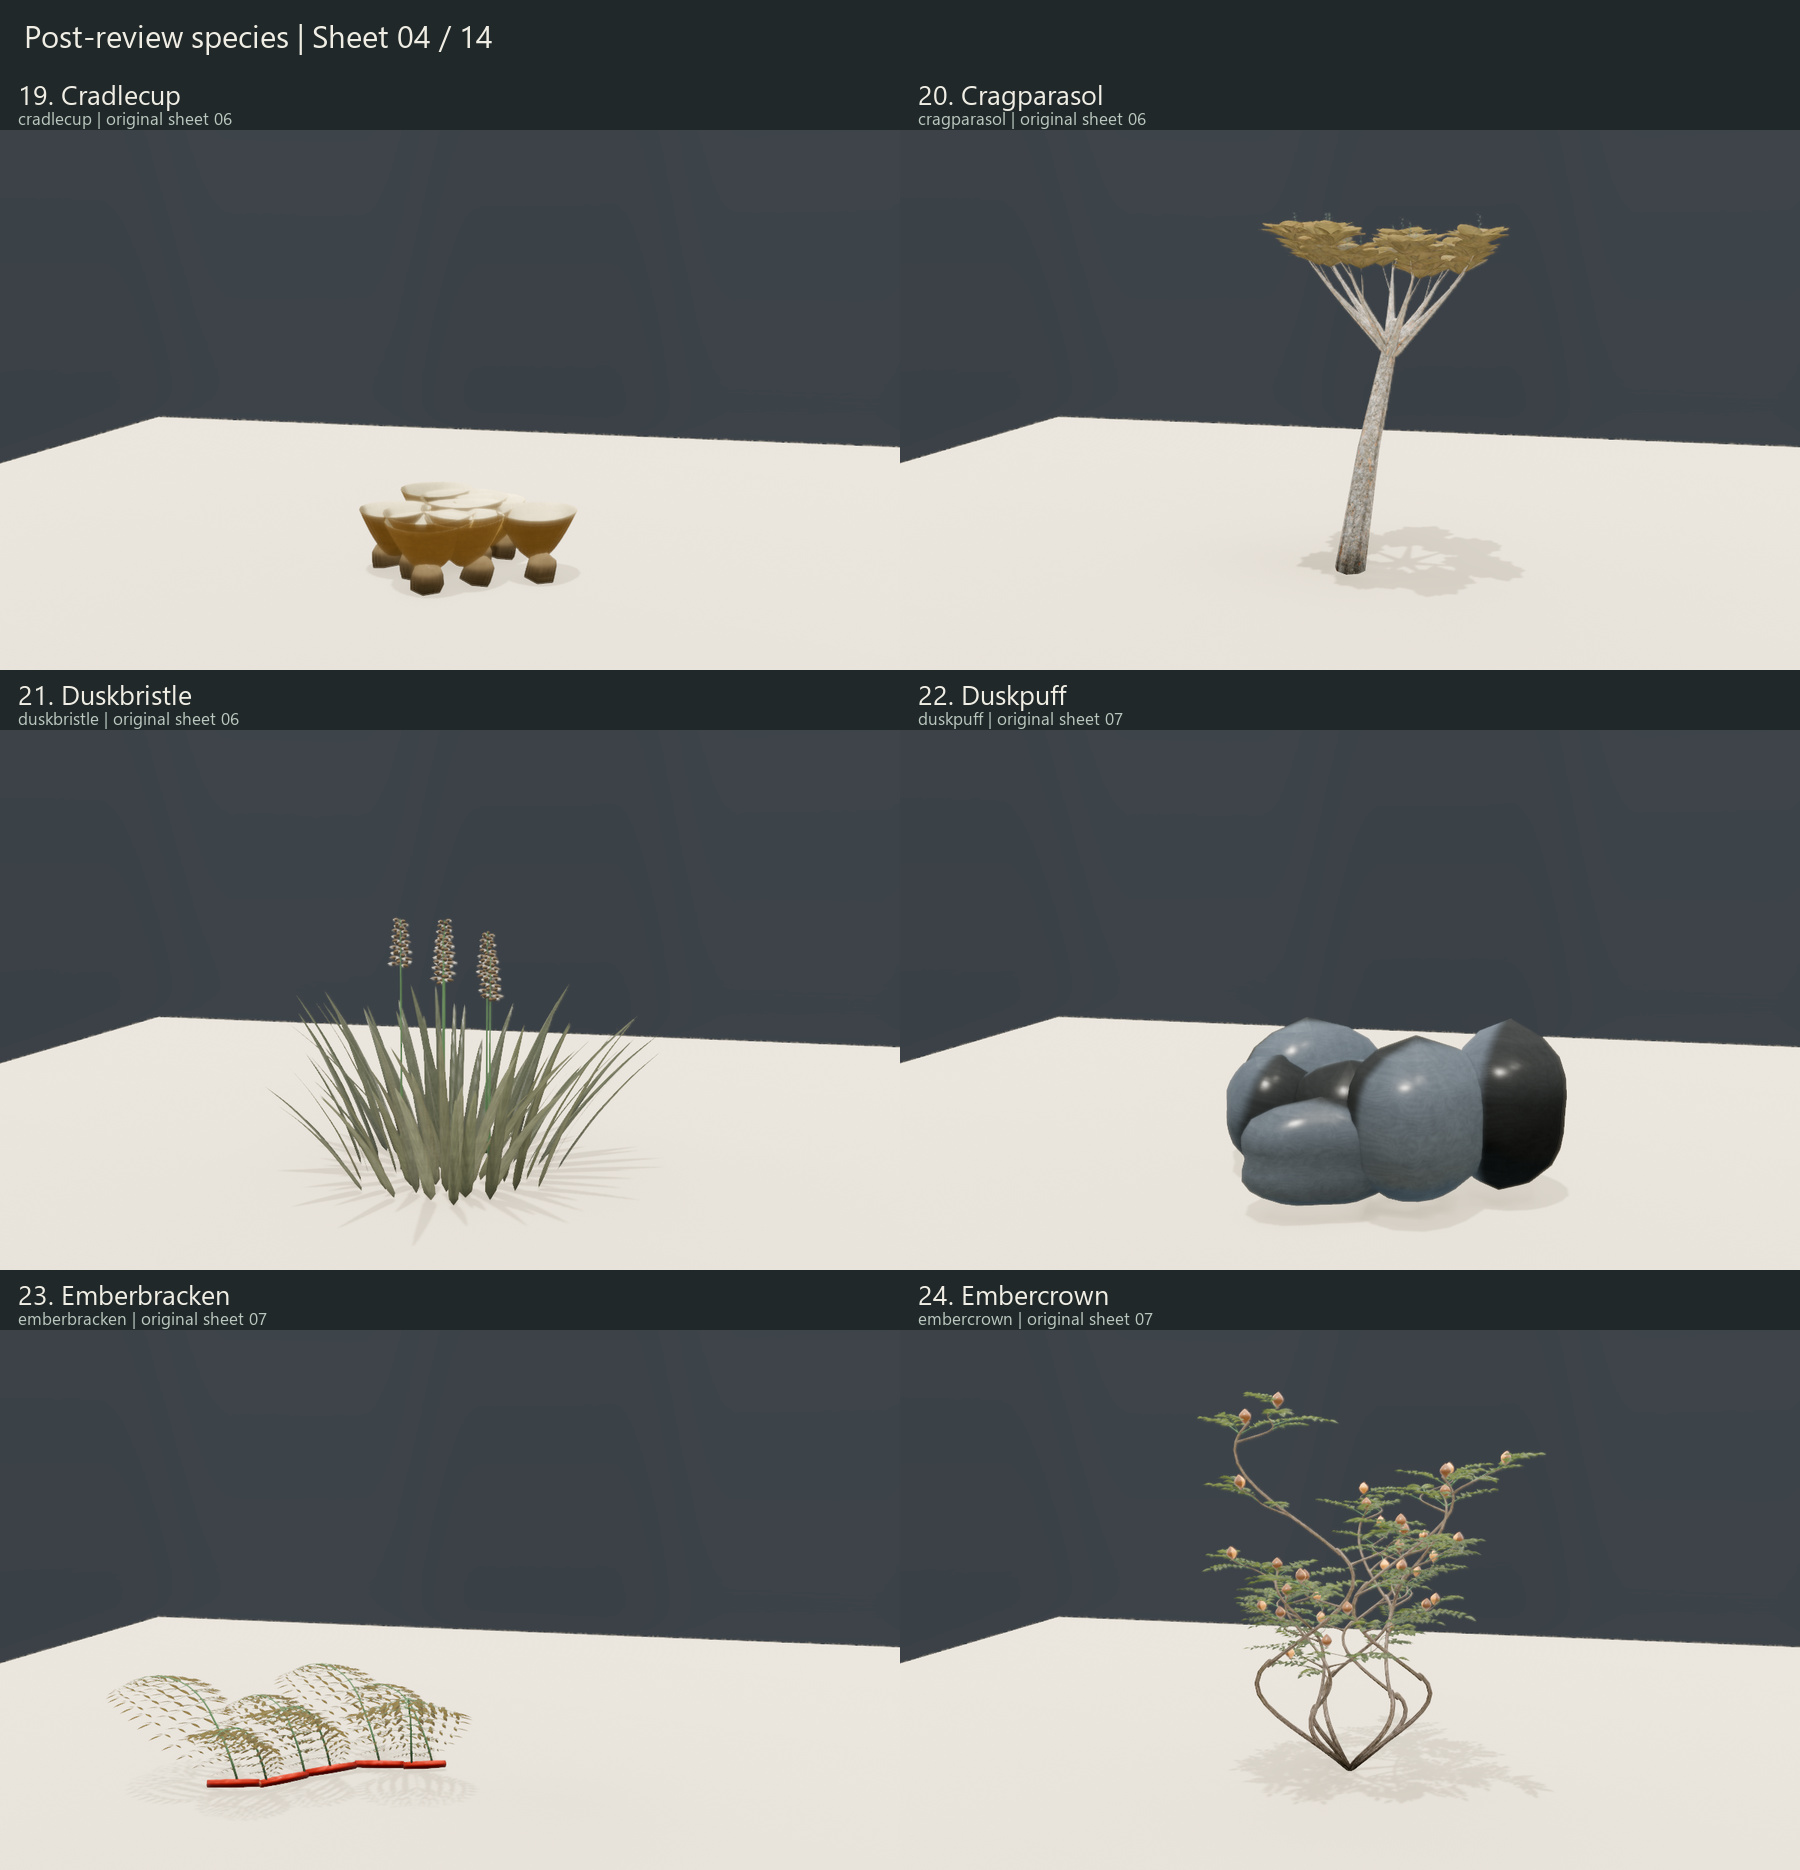 Post-review species | Sheet 04 / 14
19. Cradlecup
cradlecup | original sheet 06
20. Cragparasol
cragparasol | original sheet 06
21. Duskbristle
duskbristle | original sheet 06
22. Duskpuff
duskpuff | original sheet 07
23. Emberbracken
emberbracken | original sheet 07
24. Embercrown
embercrown | original sheet 07